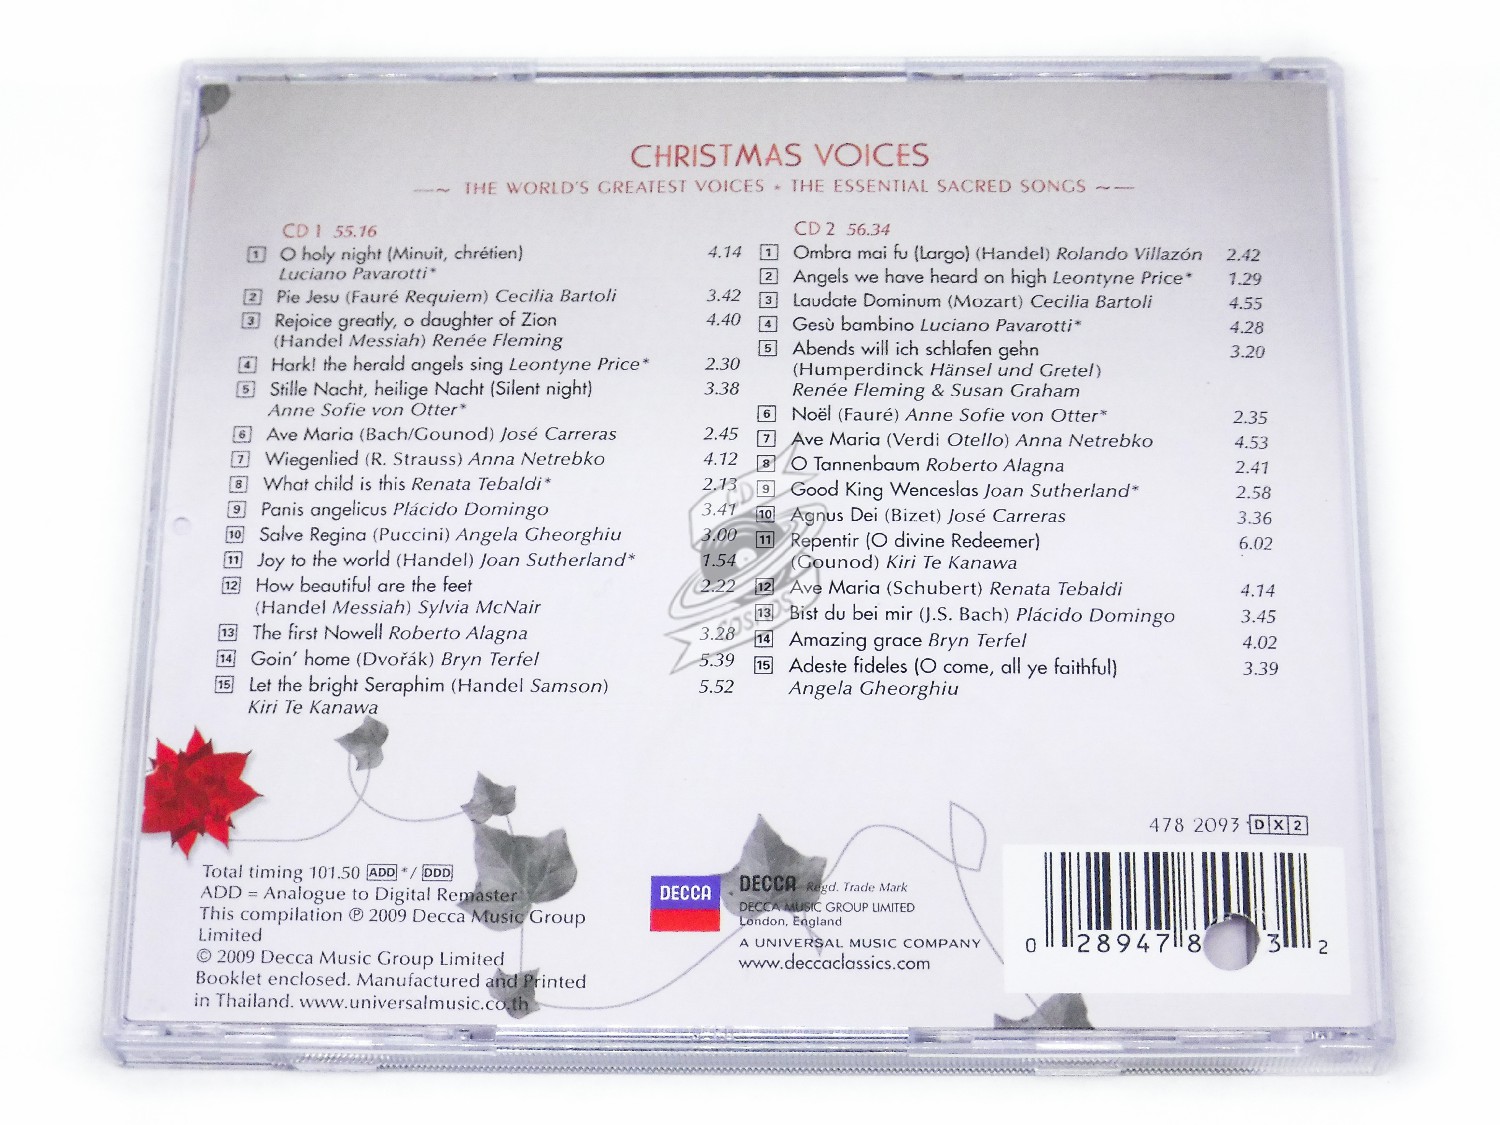 CHRISTMAS VOICES
THE WORLD'S GREATEST VOICES • THE ESSENTIAL SACRED SONGS
CD 1 55.16
1 O holy night (Minuit, chrétien) 4.14
Luciano Pavarotti*
2 Pie Jesu (Fauré Requiem) Cecilia Bartoli 3.42
3 Rejoice greatly, o daughter of Zion 4.40
(Handel Messiah) Renée Fleming
4 Hark! the herald angels sing Leontyne Price* 2.30
5 Stille Nacht, heilige Nacht (Silent night) 3.38
Anne Sofie von Otter*
6 Ave Maria (Bach/Gounod) José Carreras 2.45
7 Wiegenlied (R. Strauss) Anna Netrebko 4.12
8 What child is this Renata Tebaldi* 2.13
9 Panis angelicus Plácido Domingo 3.41
10 Salve Regina (Puccini) Angela Gheorghiu 3.00
11 Joy to the world (Handel) Joan Sutherland* 1.54
12 How beautiful are the feet 2.22
(Handel Messiah) Sylvia McNair
13 The first Nowell Roberto Alagna 3.28
14 Goin' home (Dvořák) Bryn Terfel 5.39
15 Let the bright Seraphim (Handel Samson) 5.52
Kiri Te Kanawa
CD 2 56.34
1 Ombra mai fu (Largo) (Handel) Rolando Villazón 2.42
2 Angels we have heard on high Leontyne Price* 1.29
3 Laudate Dominum (Mozart) Cecilia Bartoli 4.55
4 Gesù bambino Luciano Pavarotti* 4.28
5 Abends will ich schlafen gehn 3.20
(Humperdinck Hänsel und Gretel)
Renée Fleming & Susan Graham
6 Noël (Fauré) Anne Sofie von Otter* 2.35
7 Ave Maria (Verdi Otello) Anna Netrebko 4.53
8 O Tannenbaum Roberto Alagna 2.41
9 Good King Wenceslas Joan Sutherland* 2.58
10 Agnus Dei (Bizet) José Carreras 3.36
11 Repentir (O divine Redeemer) 6.02
(Gounod) Kiri Te Kanawa
12 Ave Maria (Schubert) Renata Tebaldi 4.14
13 Bist du bei mir (J.S. Bach) Plácido Domingo 3.45
14 Amazing grace Bryn Terfel 4.02
15 Adeste fideles (O come, all ye faithful) 3.39
Angela Gheorghiu
CD
COSMOS
Total timing 101.50 ADD */ DDD
ADD = Analogue to Digital Remaster
This compilation ℗ 2009 Decca Music Group
Limited
© 2009 Decca Music Group Limited
Booklet enclosed. Manufactured and Printed
in Thailand. www.universalmusic.co.th
DECCA
DECCA Regd. Trade Mark
DECCA MUSIC GROUP LIMITED
London, England
A UNIVERSAL MUSIC COMPANY
www.deccaclassics.com
478 2093 DX2
0 28947 8 3 2